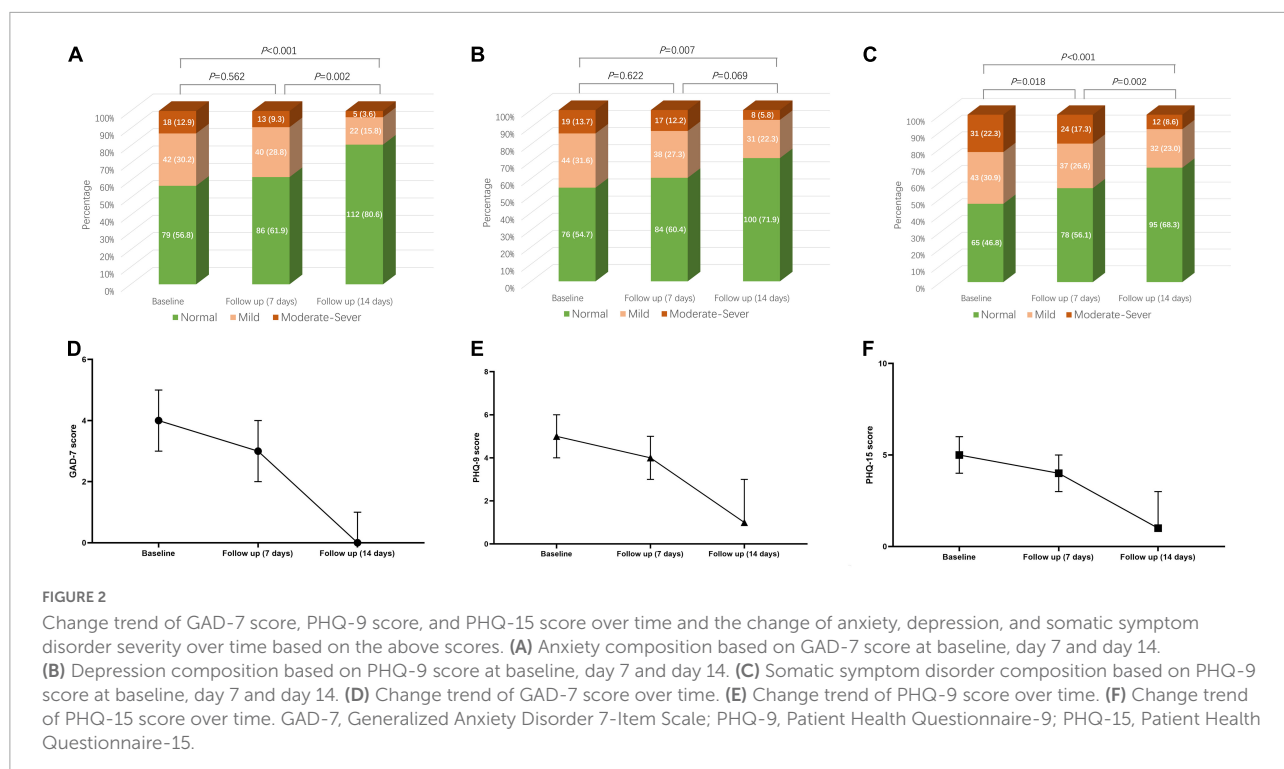 A
P<0.001
P=0.562
P=0.002
100%
90%
80%
70%
60%
50%
40%
30%
20%
10%
0%
Percentage
18 (12.9)
42 (30.2)
79 (56.8)
13 (9.3)
40 (28.8)
86 (61.9)
5 (3.6)
22 (15.8)
112 (80.6)
Baseline
Follow up (7 days)
Follow up (14 days)
Normal
Mild
Moderate-Sever
B
P=0.007
P=0.622
P=0.069
100%
90%
80%
70%
60%
50%
40%
30%
20%
10%
0%
Percentage
19 (13.7)
44 (31.6)
76 (54.7)
17 (12.2)
38 (27.3)
84 (60.4)
8 (5.8)
31 (22.3)
100 (71.9)
Baseline
Follow up (7 days)
Follow up (14 days)
Normal
Mild
Moderate-Sever
C
P<0.001
P=0.018
P=0.002
100%
90%
80%
70%
60%
50%
40%
30%
20%
10%
0%
Percentage
31 (22.3)
43 (30.9)
65 (46.8)
24 (17.3)
37 (26.6)
78 (56.1)
12 (8.6)
32 (23.0)
95 (68.3)
Baseline
Follow up (7 days)
Follow up (14 days)
Normal
Mild
Moderate-Sever
D
6
4
2
0
GAD-7 score
Baseline
Follow up (7 days)
Follow up (14 days)
E
8
6
4
2
0
PHQ-9 score
Baseline
Follow up (7 days)
Follow up (14 days)
F
10
5
0
PHQ-15 score
Baseline
Follow up (7 days)
Follow up (14 days)
FIGURE 2
Change trend of GAD-7 score, PHQ-9 score, and PHQ-15 score over time and the change of anxiety, depression, and somatic symptom
disorder severity over time based on the above scores. (A) Anxiety composition based on GAD-7 score at baseline, day 7 and day 14.
(B) Depression composition based on PHQ-9 score at baseline, day 7 and day 14. (C) Somatic symptom disorder composition based on PHQ-9
score at baseline, day 7 and day 14. (D) Change trend of GAD-7 score over time. (E) Change trend of PHQ-9 score over time. (F) Change trend
of PHQ-15 score over time. GAD-7, Generalized Anxiety Disorder 7-Item Scale; PHQ-9, Patient Health Questionnaire-9; PHQ-15, Patient Health
Questionnaire-15.